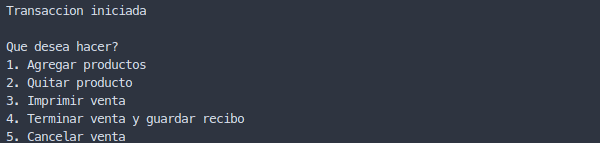 Transaccion iniciada
Que desea hacer?
1. Agregar productos
2. Quitar producto
3. Imprimir venta
4. Terminar venta y guardar recibo
5. Cancelar venta